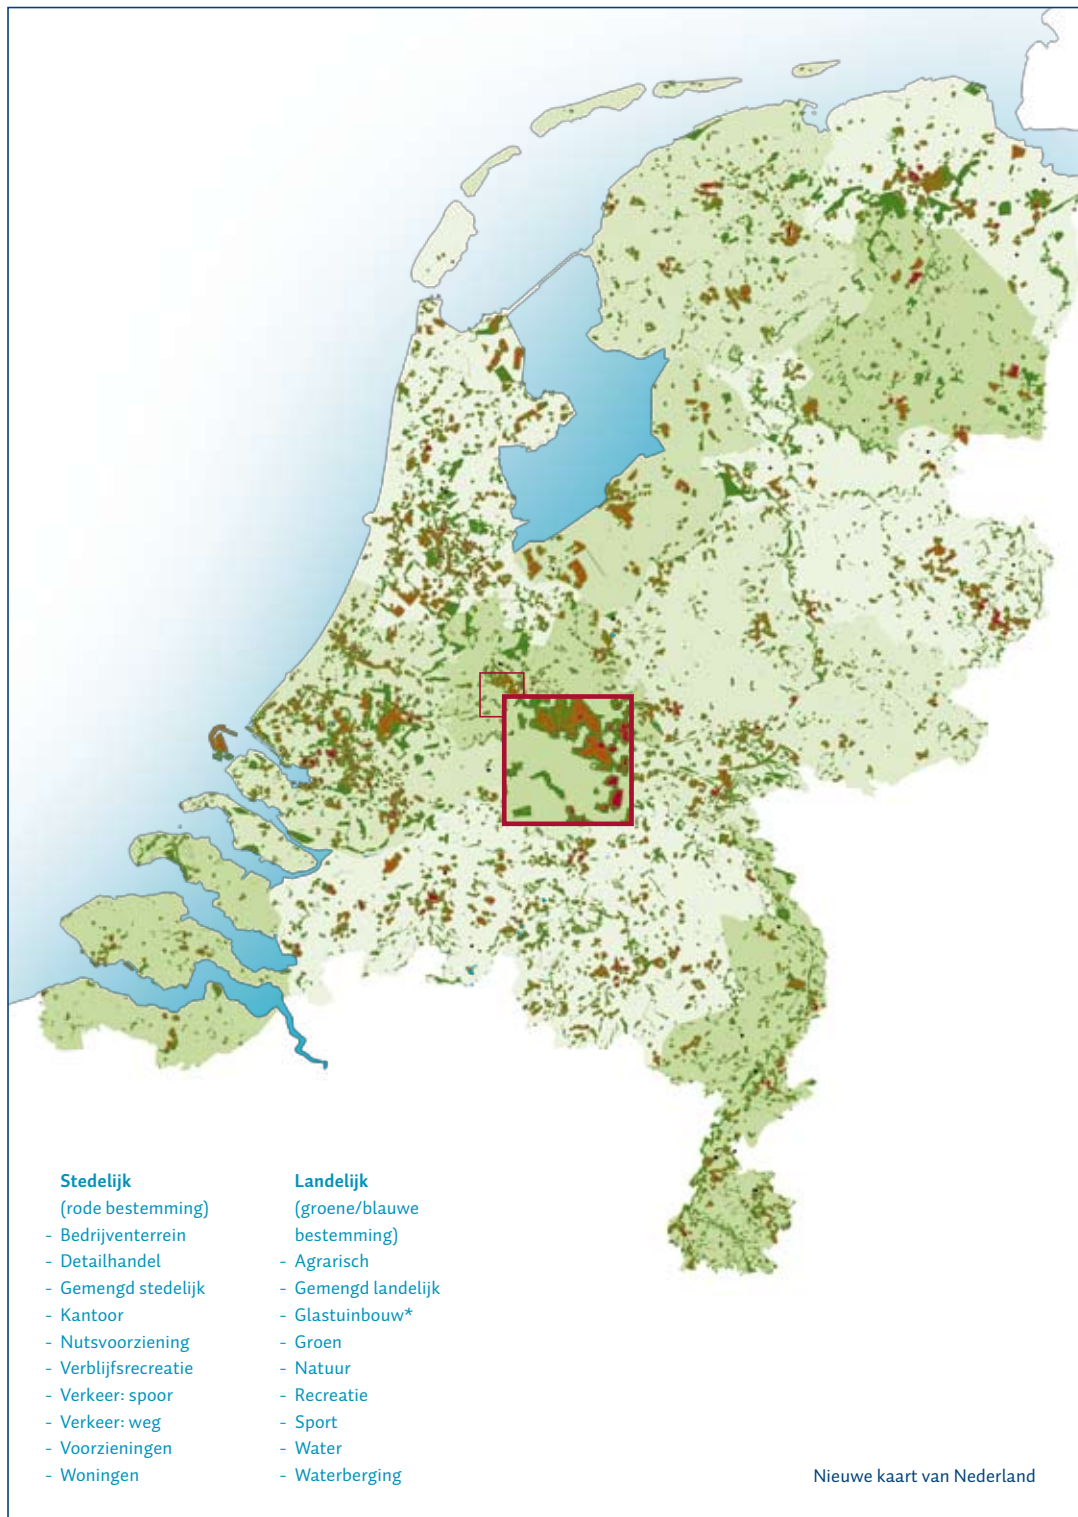 Stedelijk
(rode bestemming)
- Bedrijventerrein
- Detailhandel
- Gemengd stedelijk
- Kantoor
- Nutsvoorziening
- Verblijfsrecreatie
- Verkeer: spoor
- Verkeer: weg
- Voorzieningen
- Woningen
Landelijk
(groene/blauwe
bestemming)
- Agrarisch
- Gemengd landelijk
- Glastuinbouw*
- Groen
- Natuur
- Recreatie
- Sport
- Water
- Waterberging
Nieuwe kaart van Nederland